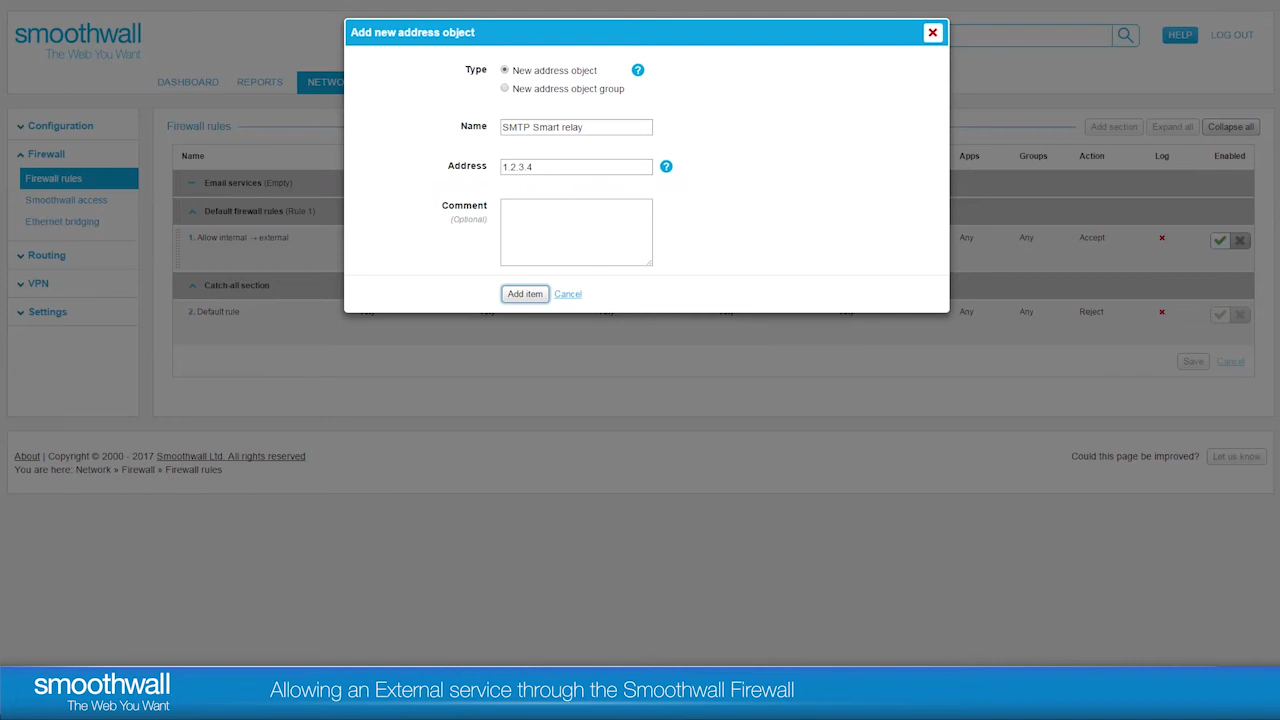 smoothwall
The Web You Want
HELP
LOG OUT
DASHBOARD
REPORTS
NETWO
Add new address object
Type
New address object
New address object group
Name
SMTP Smart relay
Address
1.2.3.4
Comment
(Optional)
Add item
Cancel
Configuration
Firewall
Firewall rules
Smoothwall access
Ethernet bridging
Routing
VPN
Settings
Firewall rules
Add section
Expand all
Collapse all
Name
Apps
Groups
Action
Log
Enabled
Email services (Empty)
Default firewall rules (Rule 1)
1. Allow internal → external
Any
Any
Accept
Catch-all section
2. Default rule
Any
Any
Reject
Save
Cancel
About | Copyright © 2000 - 2017 Smoothwall Ltd. All rights reserved
You are here: Network » Firewall » Firewall rules
Could this page be improved?
Let us know
smoothwall
The Web You Want
Allowing an External service through the Smoothwall Firewall